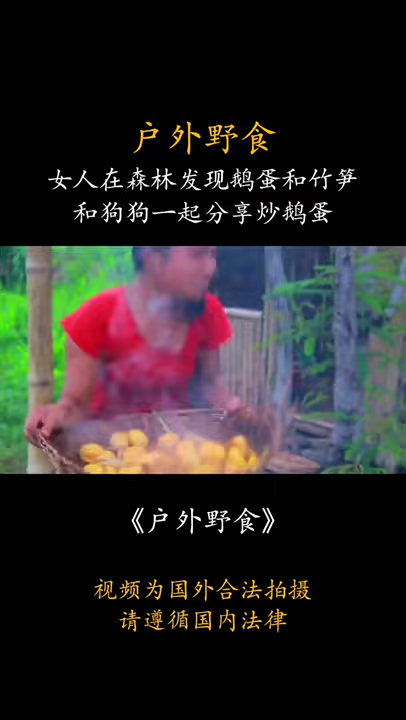 户外野食
女人在森林发现鹅蛋和竹笋
和狗狗一起分享炒鹅蛋
《户外野食》
视频为国外合法拍摄
请遵循国内法律